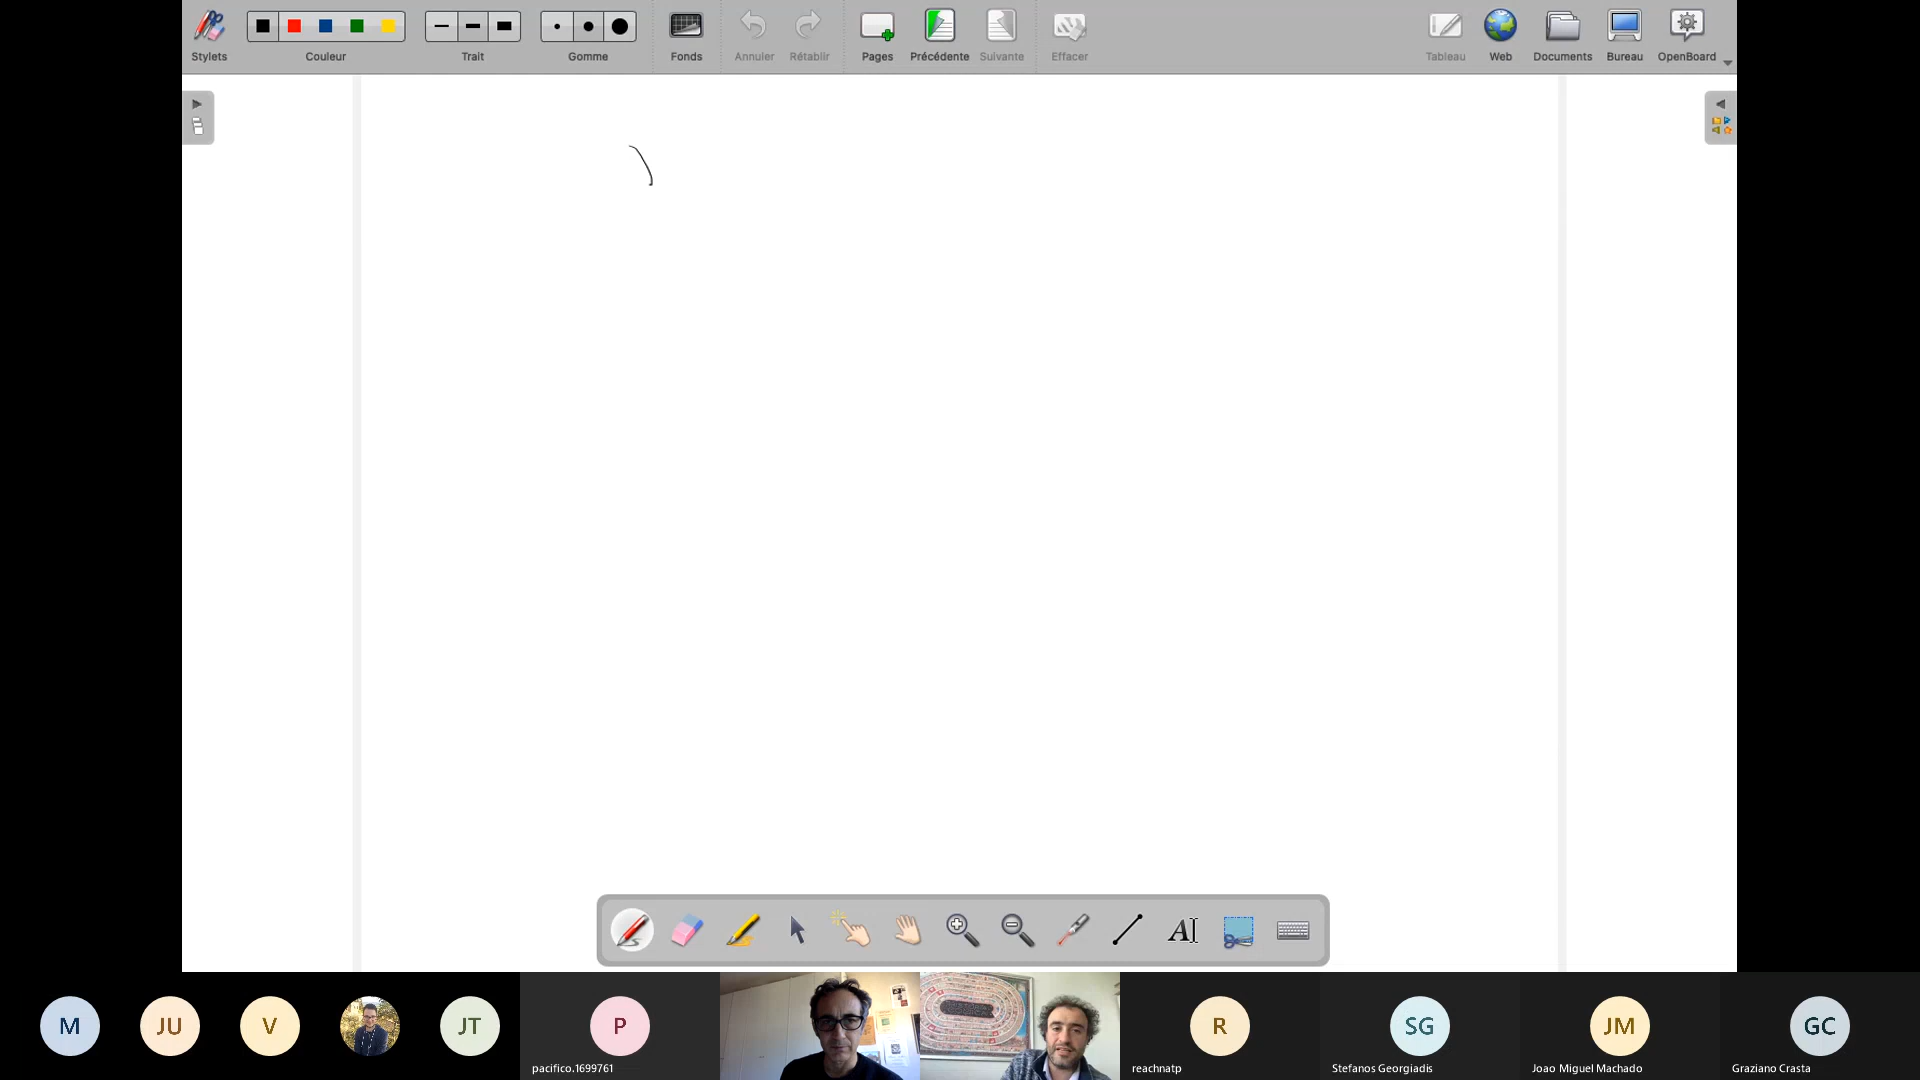 Stylets
Couleur
Trait
Gomme
Fonds
Annuler
Rétablir
Pages
Précédente
Suivante
Effacer
Tableau
Web
Documents
Bureau
OpenBoard
A
M
JU
V
JT
P
R
SG
JM
GC
pacifico.1699761
reachnatp
Stefanos Georgiadis
Joao Miguel Machado
Graziano Crasta